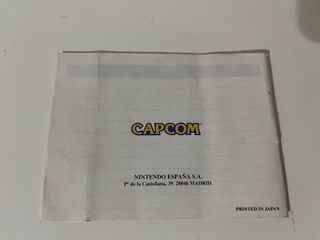 CAPCOM
NINTENDO ESPAÑA S.A.
Pº de la Castellana, 39. 28046 MADRID.
PRINTED IN JAPAN